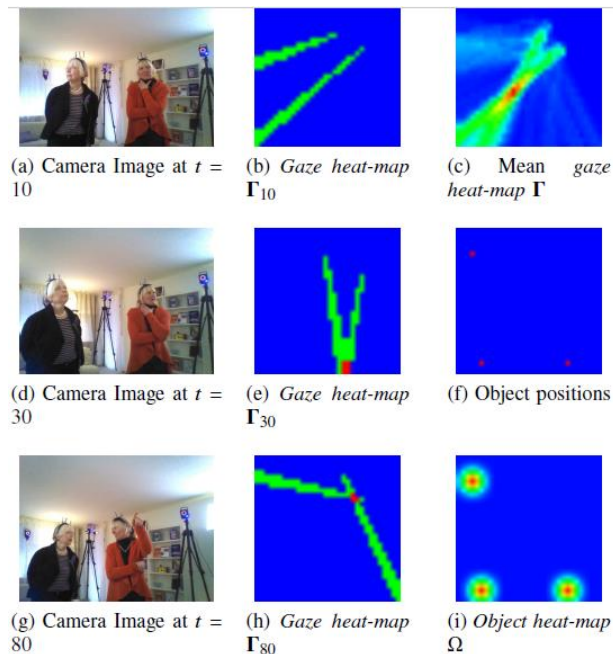 (a) Camera Image at t =
10
(b) Gaze heat-map
Γ10
(c) Mean gaze
heat-map Γ
(d) Camera Image at t =
30
(e) Gaze heat-map
Γ30
(f) Object positions
(g) Camera Image at t =
80
(h) Gaze heat-map
Γ80
(i) Object heat-map
Ω